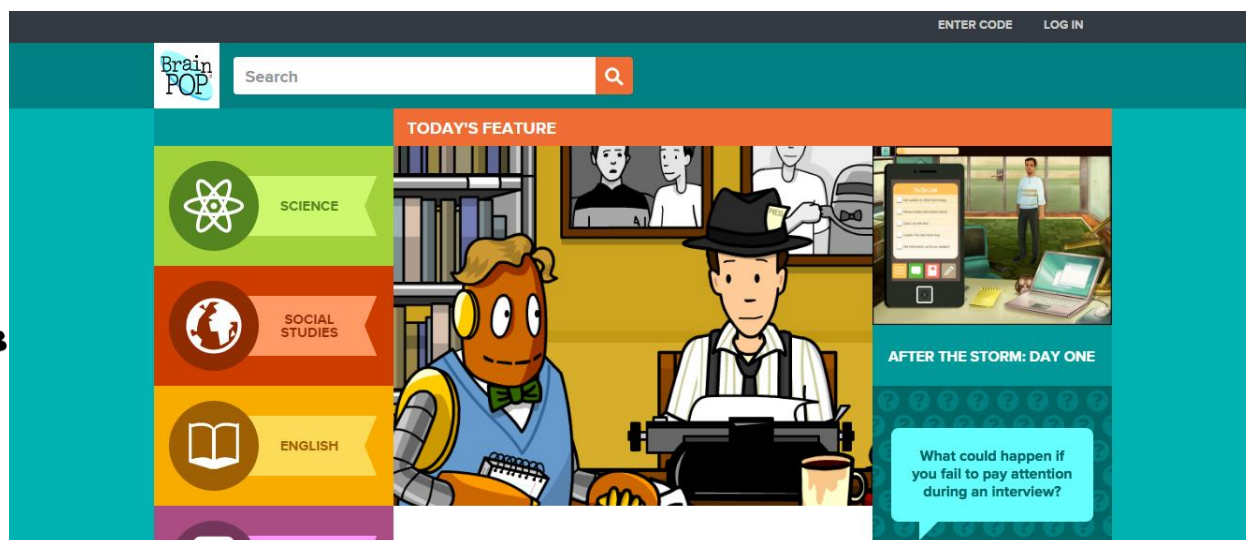 ENTER CODE LOG IN
Brain
POP
Search
TODAY'S FEATURE
SCIENCE
SOCIAL
STUDIES
ENGLISH
AFTER THE STORM: DAY ONE
What could happen if
you fail to pay attention
during an interview?